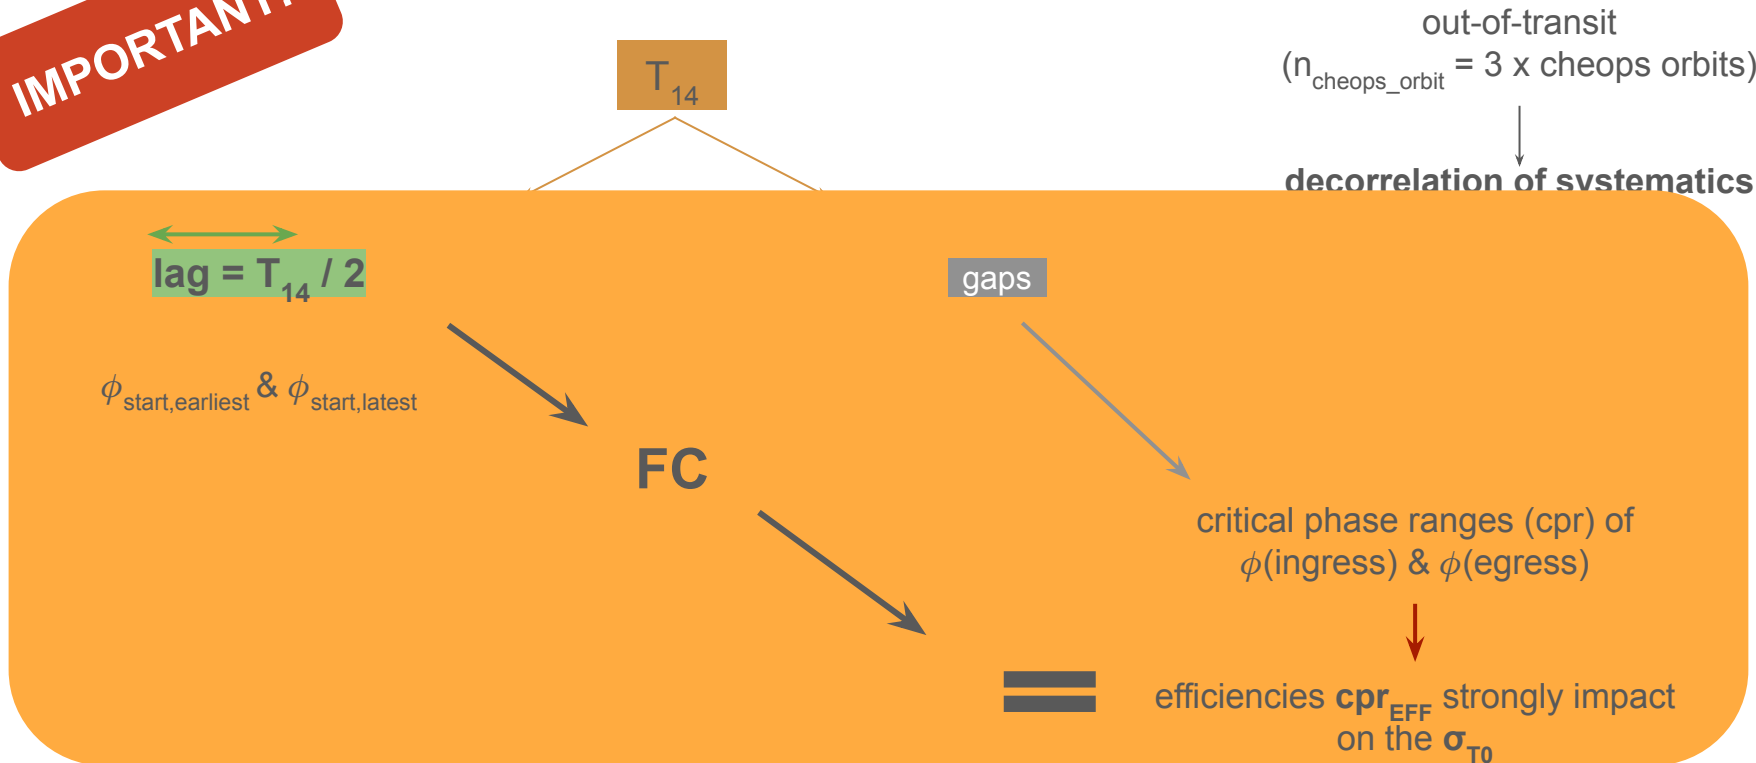 IMPORTANT!
T14
out-of-transit
(ncheops_orbit = 3 x cheops orbits)
decorrelation of systematics
lag = T14 / 2
gaps
ϕstart,earliest & ϕstart,latest
FC
critical phase ranges (cpr) of
ϕ(ingress) & ϕ(egress)
efficiencies cprEFF strongly impact
on the σT0